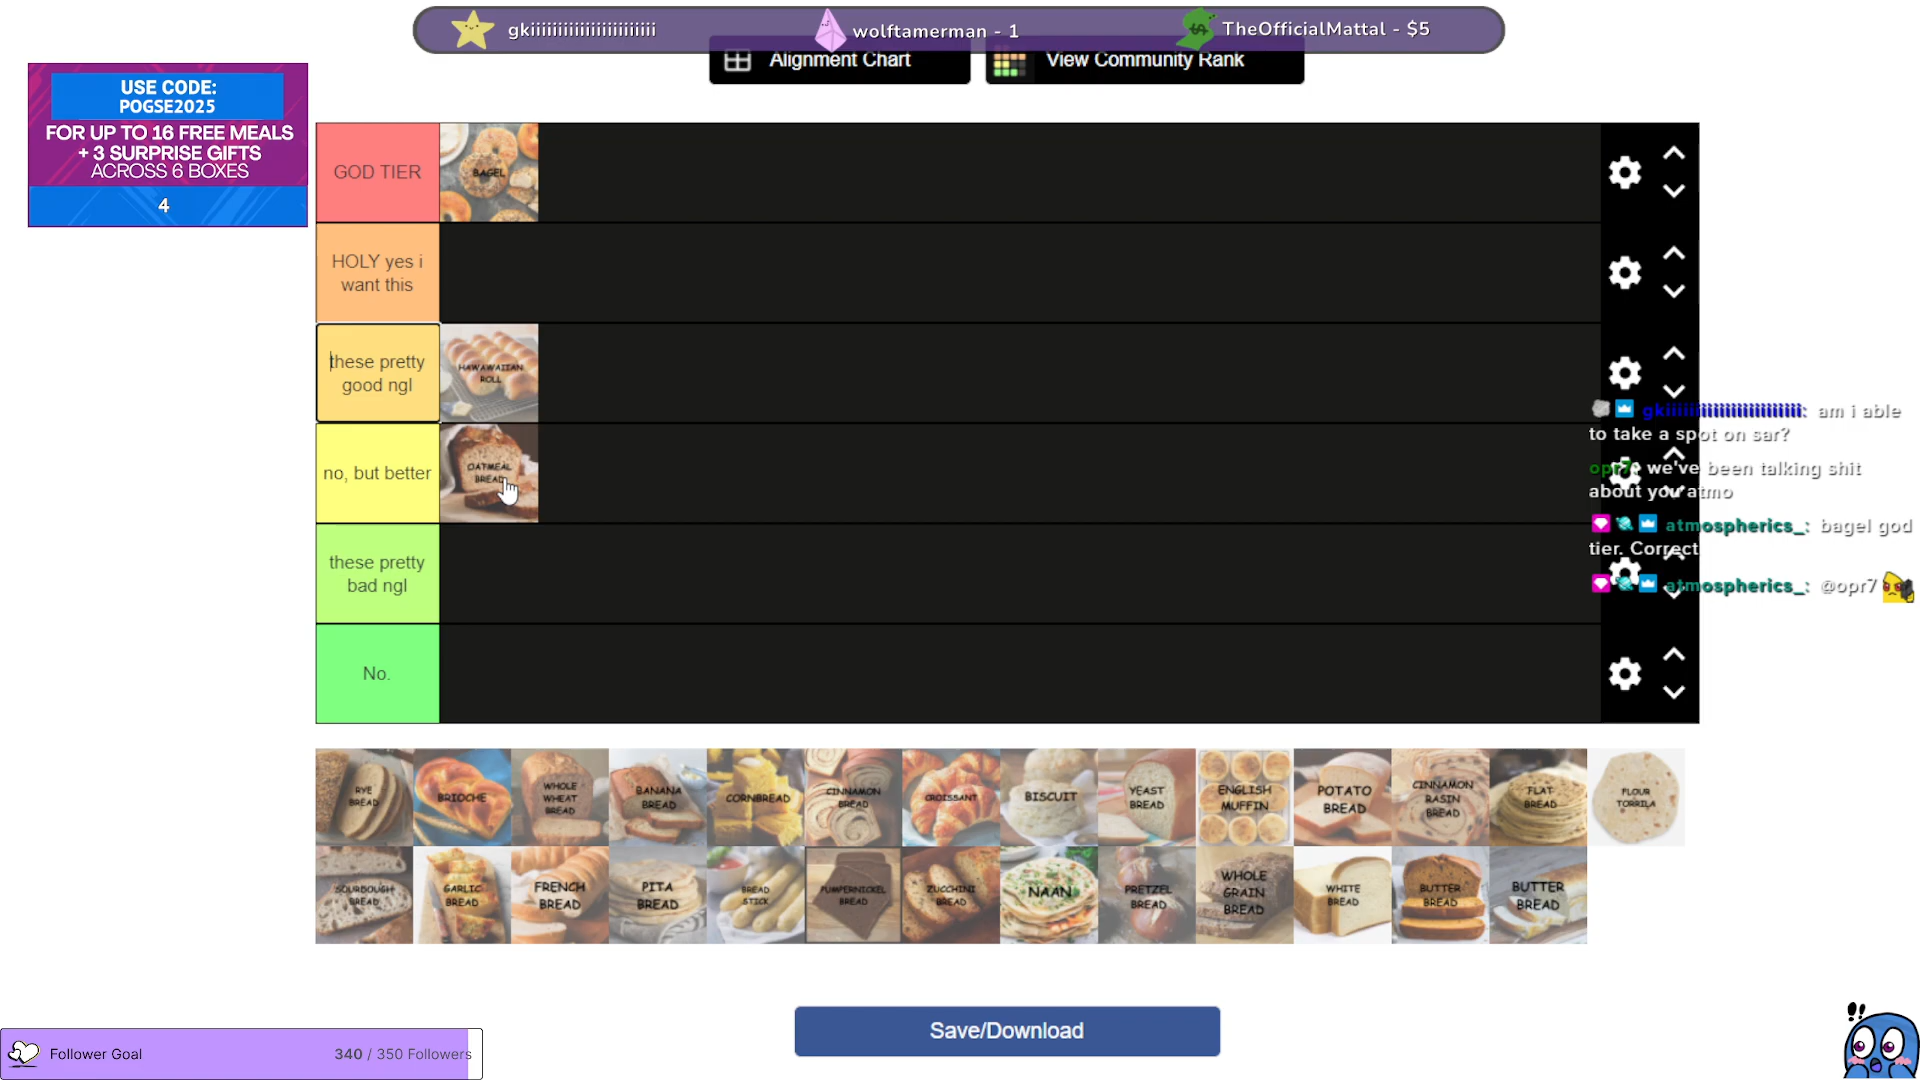 gkiiiiiiiiiiiiiiiiiiiiiii
wolftamerman - 1
TheOfficialMattal - $5
Alignment Chart
View Community Rank
USE CODE:
POGSE2025
FOR UP TO 16 FREE MEALS
+ 3 SURPRISE GIFTS
ACROSS 6 BOXES
4
GOD TIER
BAGEL
HOLY yes i
want this
these pretty
good ngl
HAWAWAIIAN
ROLL
no, but better
OATMEAL
BREAD
these pretty
bad ngl
No.
gkiiiiiiiiiiiiiiiiiiiiiii: am i able
to take a spot on sar?
opr7: we've been talking shit
about you atmo
atmospherics_: bagel god
tier. Correct
atmospherics_: @opr7
RYE
BREAD
BRIOCHE
WHOLE
WHEAT
BREAD
BANANA
BREAD
CORNBREAD
CINNAMON
BREAD
CROISSANT
BISCUIT
YEAST
BREAD
ENGLISH
MUFFIN
POTATO
BREAD
CINNAMON
RASIN
BREAD
FLAT
BREAD
FLOUR
TORRILA
SOURDOUGH
BREAD
GARLIC
BREAD
FRENCH
BREAD
PITA
BREAD
BREAD
STICK
PUMPERNICKEL
BREAD
ZUCCHINI
BREAD
NAAN
PRETZEL
BREAD
WHOLE
GRAIN
BREAD
WHITE
BREAD
BUTTER
BREAD
BUTTER
BREAD
Save/Download
Follower Goal
340 / 350 Followers
!!